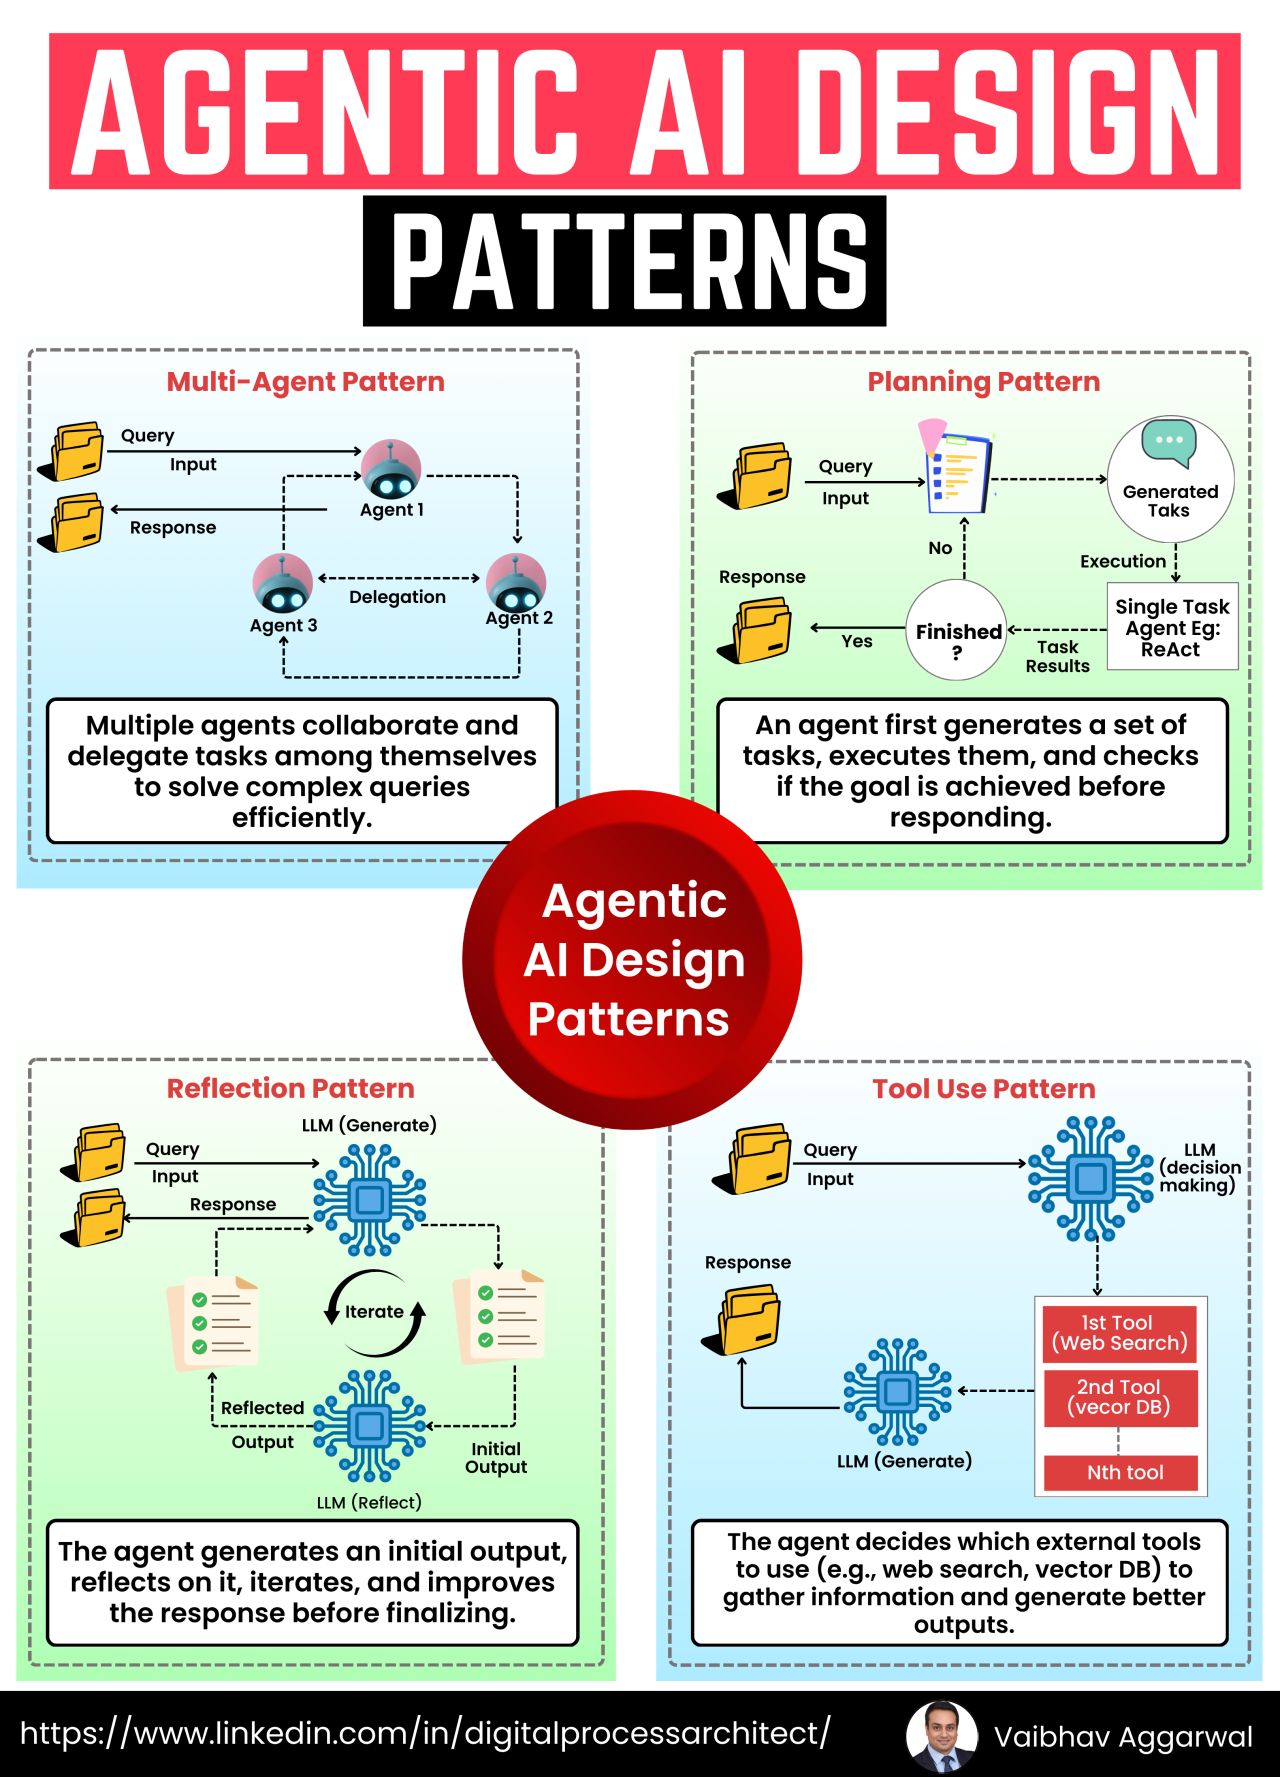 AGENTIC AI DESIGN
PATTERNS
Multi-Agent Pattern
Query
Input
Agent 1
Response
Delegation
Agent 3
Agent 2
Multiple agents collaborate and
delegate tasks among themselves
to solve complex queries
efficiently.
Planning Pattern
Query
Input
Generated
Taks
No
Execution
Response
Single Task
Agent Eg:
ReAct
Finished
?
Yes
Task
Results
An agent first generates a set of
tasks, executes them, and checks
if the goal is achieved before
responding.
Agentic
AI Design
Patterns
Reflection Pattern
LLM (Generate)
Query
Input
Response
Iterate
Reflected
Output
Initial
Output
LLM (Reflect)
The agent generates an initial output,
reflects on it, iterates, and improves
the response before finalizing.
Tool Use Pattern
Query
Input
LLM
(decision
making)
Response
1st Tool
(Web Search)
2nd Tool
(vecor DB)
Nth tool
LLM (Generate)
The agent decides which external tools
to use (e.g., web search, vector DB) to
gather information and generate better
outputs.
https://www.linkedin.com/in/digitalprocessarchitect/
Vaibhav Aggarwal